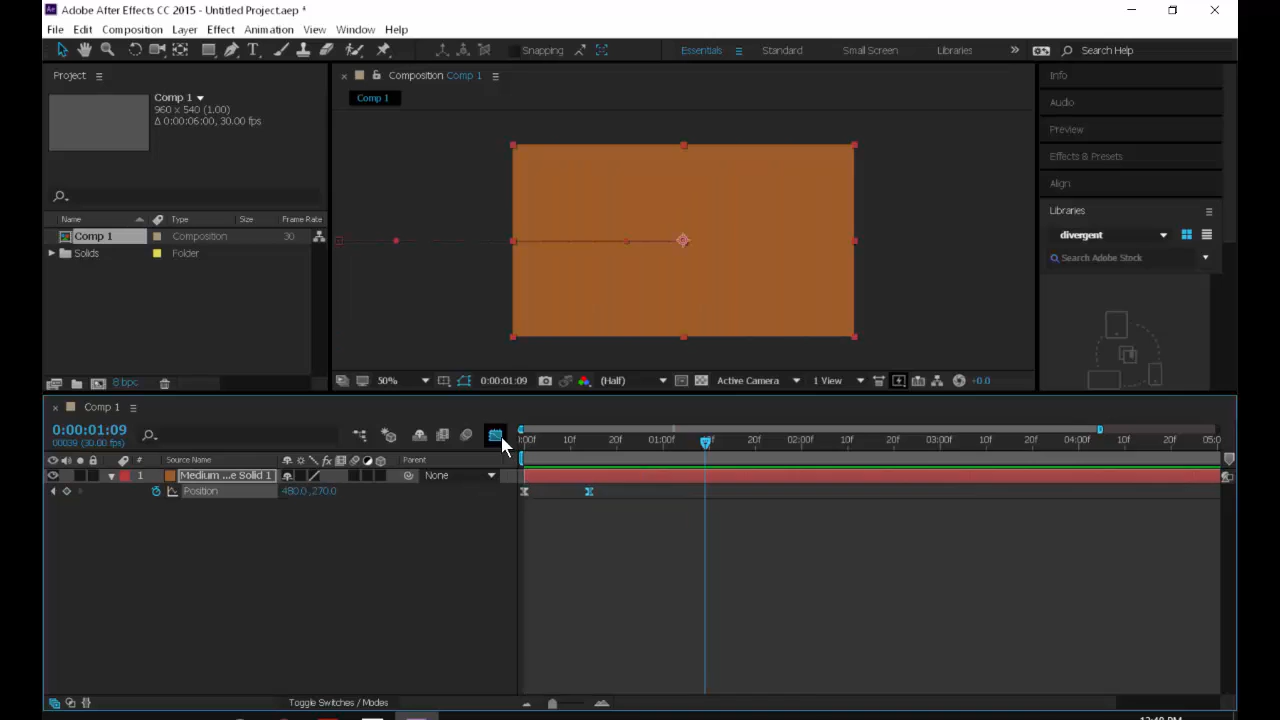 Adobe After Effects CC 2015 - Untitled Project.aep *
File Edit Composition Layer Effect Animation View Window Help
Snapping Essentials Standard Small Screen Libraries Search Help
Project
Composition Comp 1
Info
Comp 1
960 x 540 (1.00)
Δ 0:00:06:00, 30.00 fps
Comp 1
Audio
Preview
Effects & Presets
Align
Libraries
Name Type Size Frame Rate
Comp 1 Composition 30
Solids Folder
divergent
Search Adobe Stock
8 bpc
50% 0:00:01:09 (Half) Active Camera 1 View +0.0
Comp 1
0:00:01:09
00039 (30.00 fps)
:00f 10f 20f 01:00f 20f 02:00f 10f 20f 03:00f 10f 20f 04:00f 10f 20f 05:0
# Source Name Parent
1 Medium ...e Solid 1 None
Position 480.0,270.0
Toggle Switches / Modes